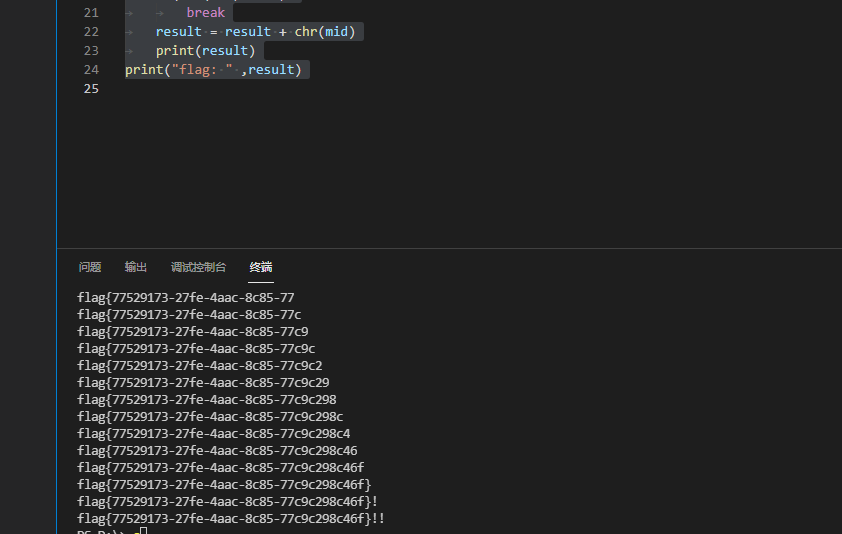 21 break
22 result = result + chr(mid)
23 print(result)
24 print("flag: " ,result)
25
问题 输出 调试控制台 终端
flag{77529173-27fe-4aac-8c85-77
flag{77529173-27fe-4aac-8c85-77c
flag{77529173-27fe-4aac-8c85-77c9
flag{77529173-27fe-4aac-8c85-77c9c
flag{77529173-27fe-4aac-8c85-77c9c2
flag{77529173-27fe-4aac-8c85-77c9c29
flag{77529173-27fe-4aac-8c85-77c9c298
flag{77529173-27fe-4aac-8c85-77c9c298c
flag{77529173-27fe-4aac-8c85-77c9c298c4
flag{77529173-27fe-4aac-8c85-77c9c298c46
flag{77529173-27fe-4aac-8c85-77c9c298c46f
flag{77529173-27fe-4aac-8c85-77c9c298c46f}
flag{77529173-27fe-4aac-8c85-77c9c298c46f}!
flag{77529173-27fe-4aac-8c85-77c9c298c46f}!!